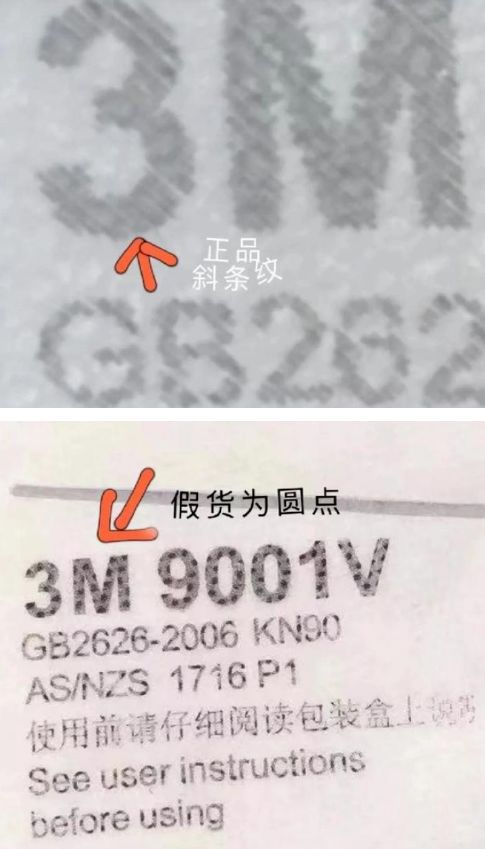 3M
正品
斜条纹
GB262
假货为圆点
3M 9001V
GB2626-2006 KN90
AS/NZS 1716 P1
使用前请仔细阅读包装盒上说
See user instructions
before using